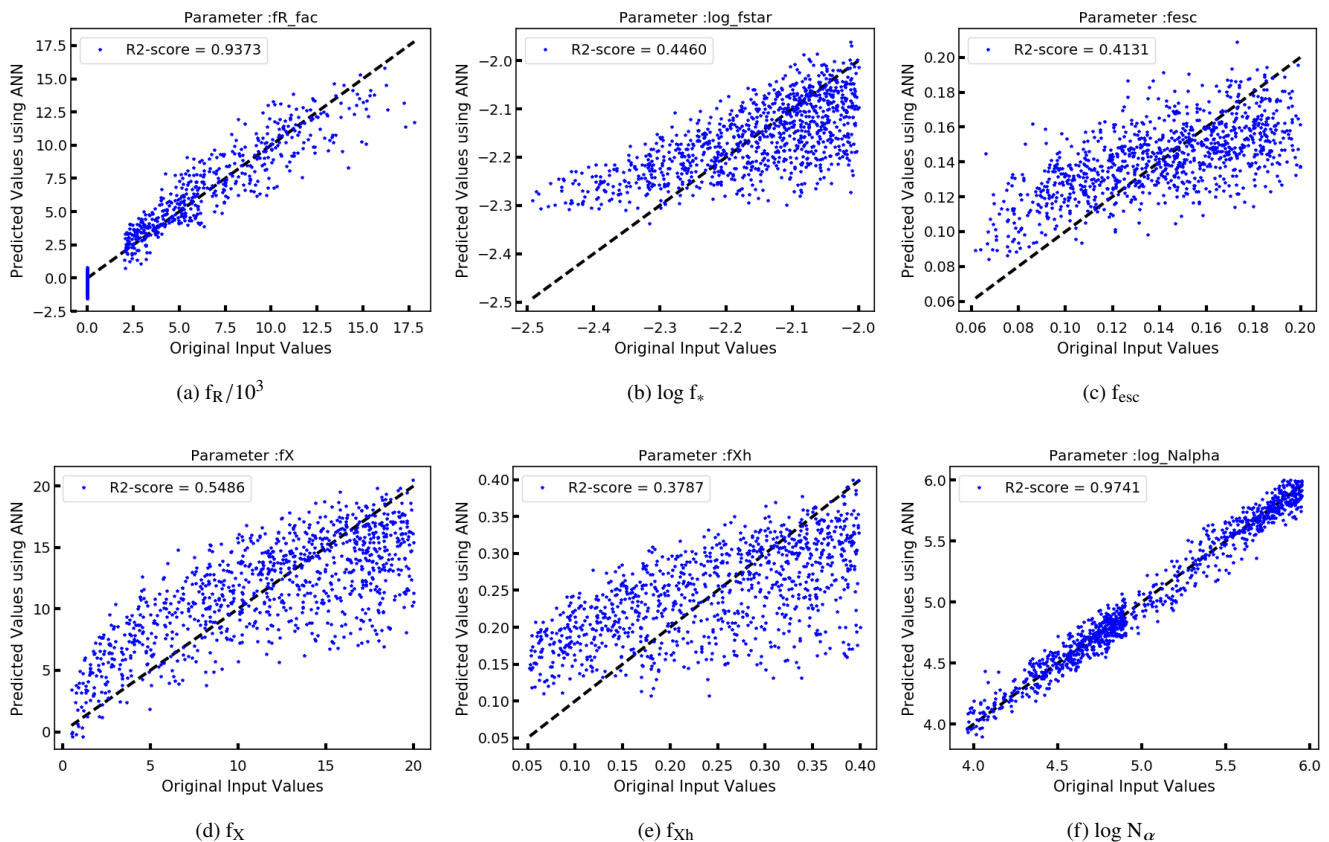 Parameter :fR_fac
R2-score = 0.9373
Predicted Values using ANN
17.5
15.0
12.5
10.0
7.5
5.0
2.5
0.0
−2.5
0.0 2.5 5.0 7.5 10.0 12.5 15.0 17.5
Original Input Values
(a) fR/10³
Parameter :log_fstar
R2-score = 0.4460
Predicted Values using ANN
−2.0
−2.1
−2.2
−2.3
−2.4
−2.5
−2.5 −2.4 −2.3 −2.2 −2.1 −2.0
Original Input Values
(b) log f*
Parameter :fesc
R2-score = 0.4131
Predicted Values using ANN
0.20
0.18
0.16
0.14
0.12
0.10
0.08
0.06
0.06 0.08 0.10 0.12 0.14 0.16 0.18 0.20
Original Input Values
(c) fesc
Parameter :fX
R2-score = 0.5486
Predicted Values using ANN
20
15
10
5
0
0 5 10 15 20
Original Input Values
(d) fX
Parameter :fXh
R2-score = 0.3787
Predicted Values using ANN
0.40
0.35
0.30
0.25
0.20
0.15
0.10
0.05
0.05 0.10 0.15 0.20 0.25 0.30 0.35 0.40
Original Input Values
(e) fXh
Parameter :log_Nalpha
R2-score = 0.9741
Predicted Values using ANN
6.0
5.5
5.0
4.5
4.0
4.0 4.5 5.0 5.5 6.0
Original Input Values
(f) log Nα